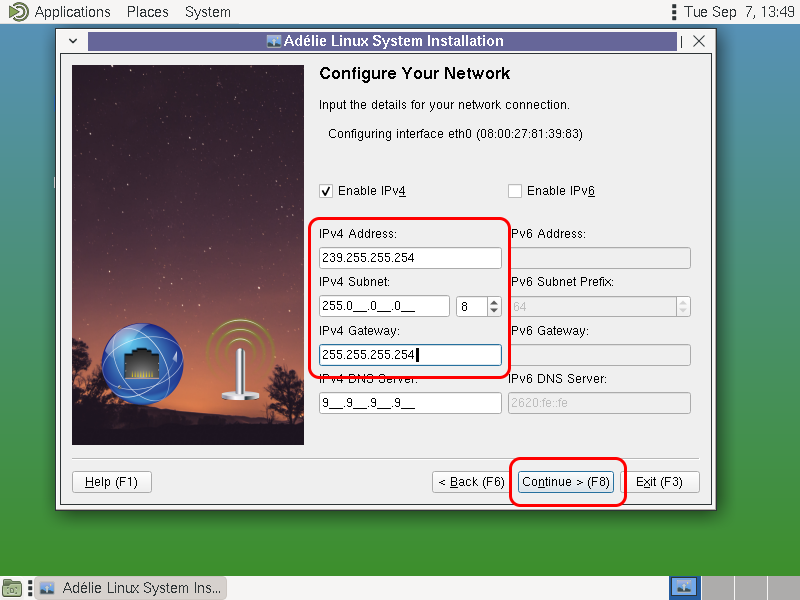 Applications Places System Tue Sep 7, 13:49
Adélie Linux System Installation
Configure Your Network
Input the details for your network connection.
Configuring interface eth0 (08:00:27:81:39:83)
Enable IPv4 Enable IPv6
IPv4 Address: IPv6 Address:
239.255.255.254
IPv4 Subnet: IPv6 Subnet Prefix:
255.0__.0__.0__ 8 64
IPv4 Gateway: IPv6 Gateway:
255.255.255.254
IPv4 DNS Server: IPv6 DNS Server:
9__.9__.9__.9__ 2620:fe::fe
Help (F1) < Back (F6) Continue > (F8) Exit (F3)
Adélie Linux System Ins...